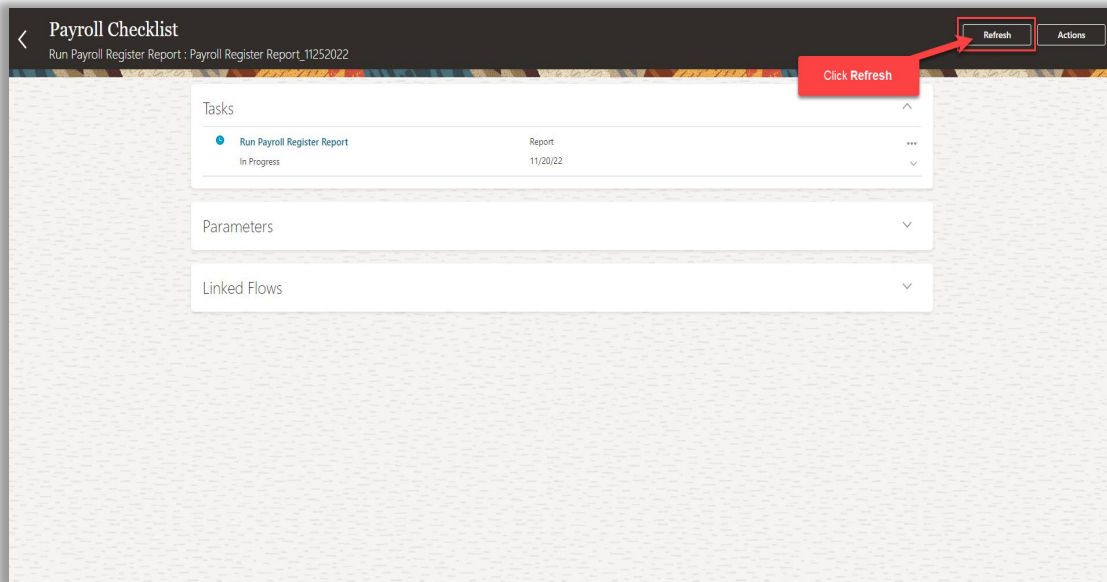 Payroll Checklist
Run Payroll Register Report : Payroll Register Report_11252022
Refresh
Actions
Click Refresh
Tasks
Run Payroll Register Report
Report
In Progress
11/20/22
Parameters
Linked Flows